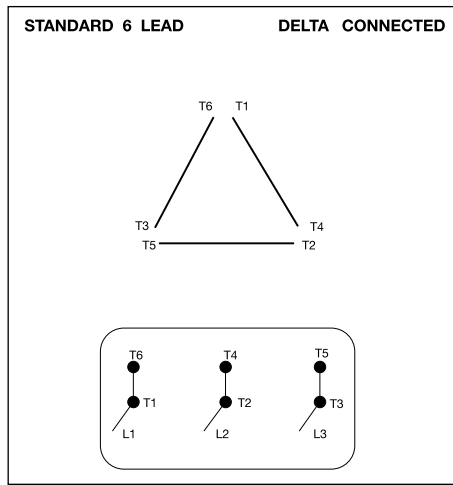 STANDARD 6 LEAD DELTA CONNECTED
T6 T1
T3 T4
T5 T2
T6 T4 T5
T1 T2 T3
L1 L2 L3